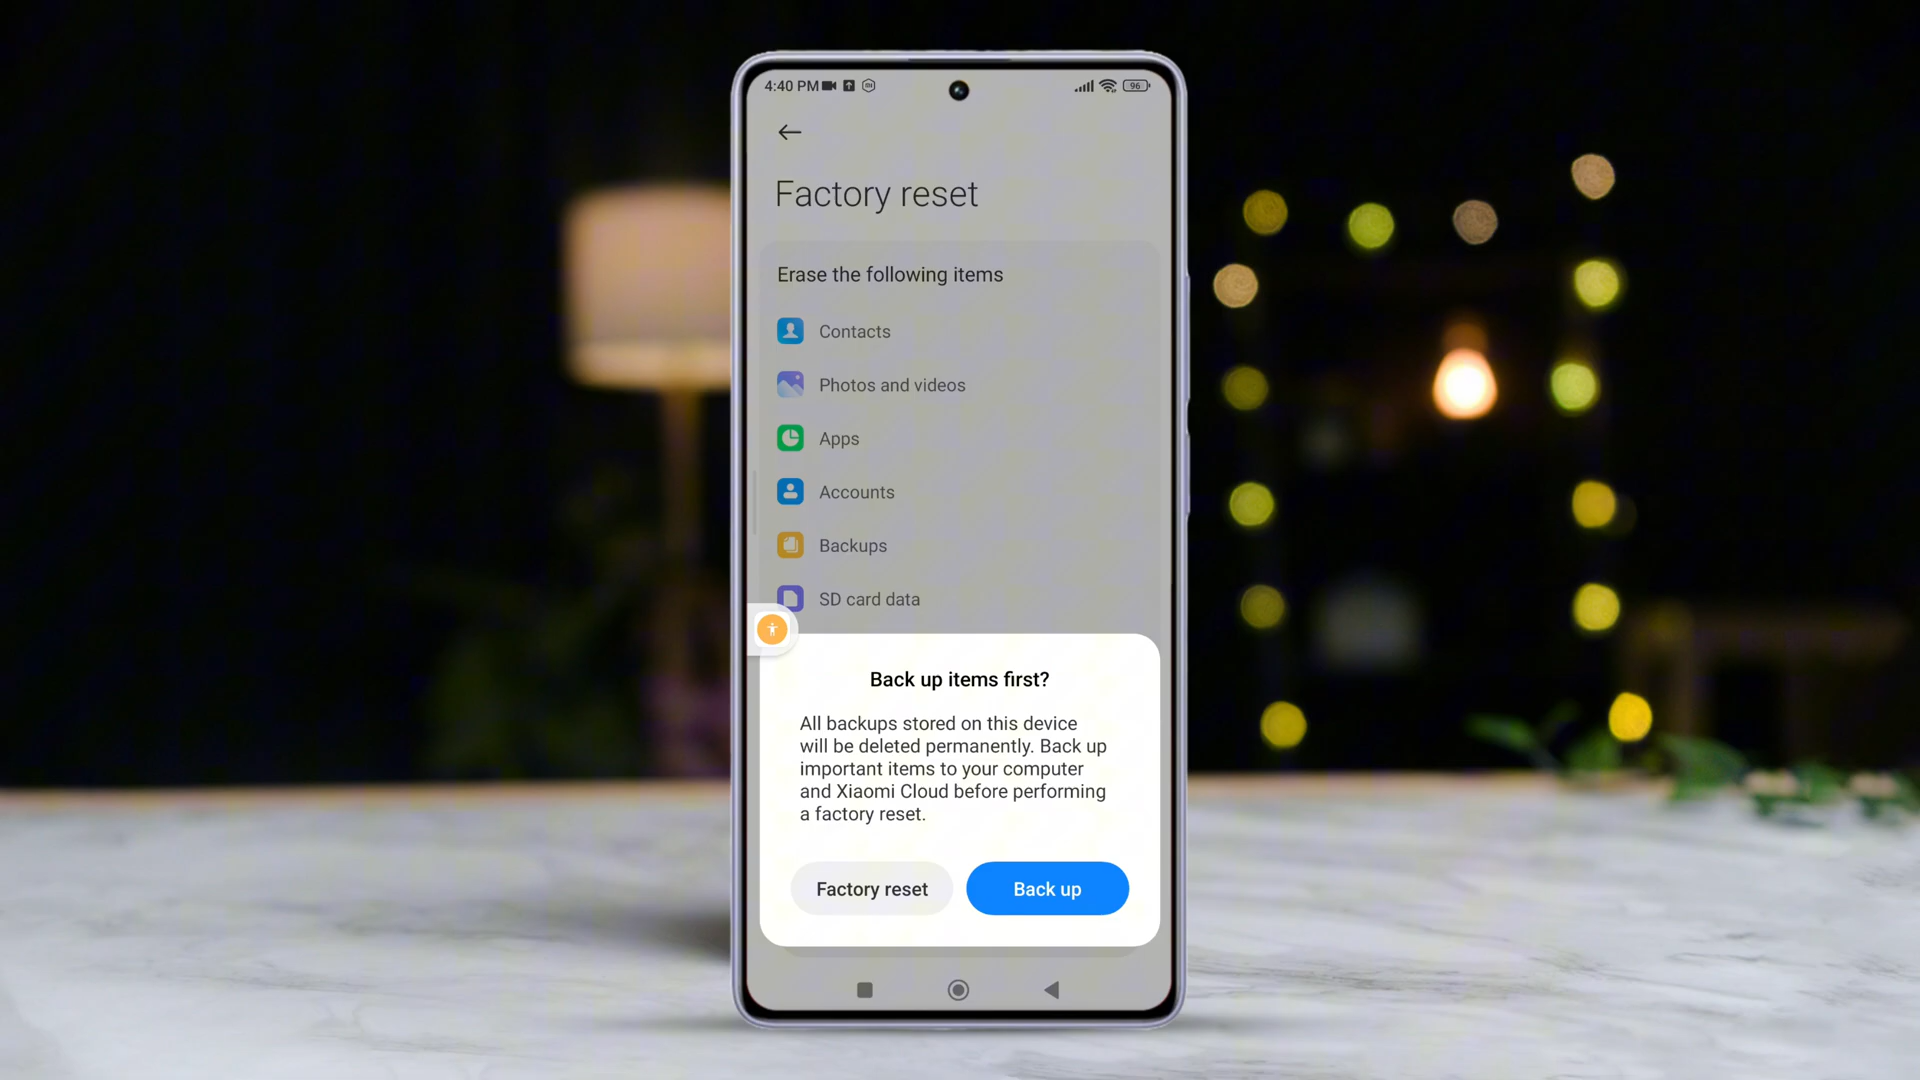 4:40 PM
96
Factory reset
Erase the following items
Contacts
Photos and videos
Apps
Accounts
Backups
SD card data
Back up items first?
All backups stored on this device
will be deleted permanently. Back up
important items to your computer
and Xiaomi Cloud before performing
a factory reset.
Factory reset
Back up